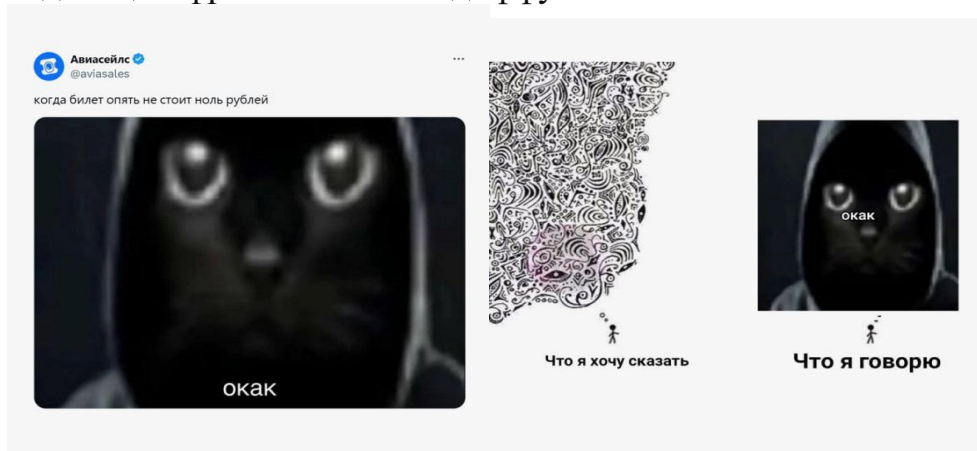 Авиасейлс
@aviasales
когда билет опять не стоит ноль рублей
окак
Что я хочу сказать
окак
Что я говорю